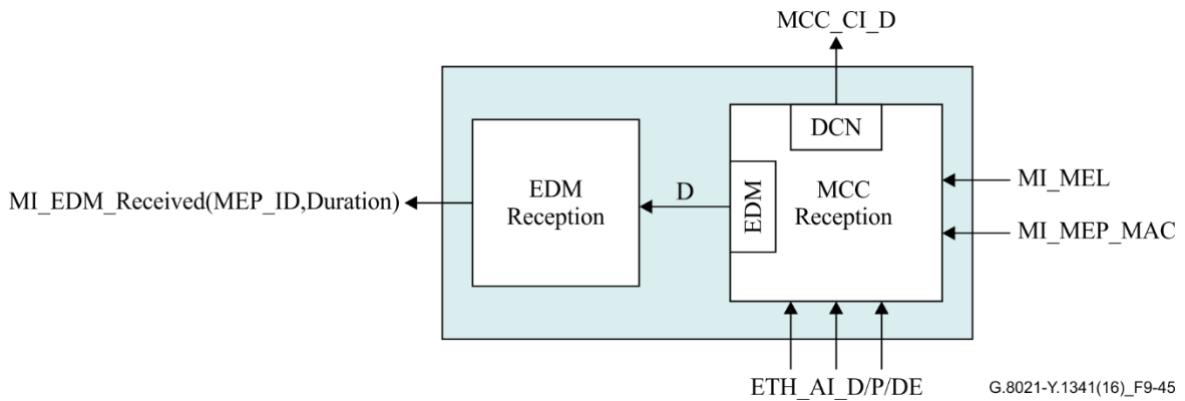 MCC_CI_D
DCN
EDM
Reception
MI_EDM_Received(MEP_ID,Duration)
D
EDM
MCC
Reception
MI_MEL
MI_MEP_MAC
ETH_AI_D/P/DE
G.8021-Y.1341(16)_F9-45